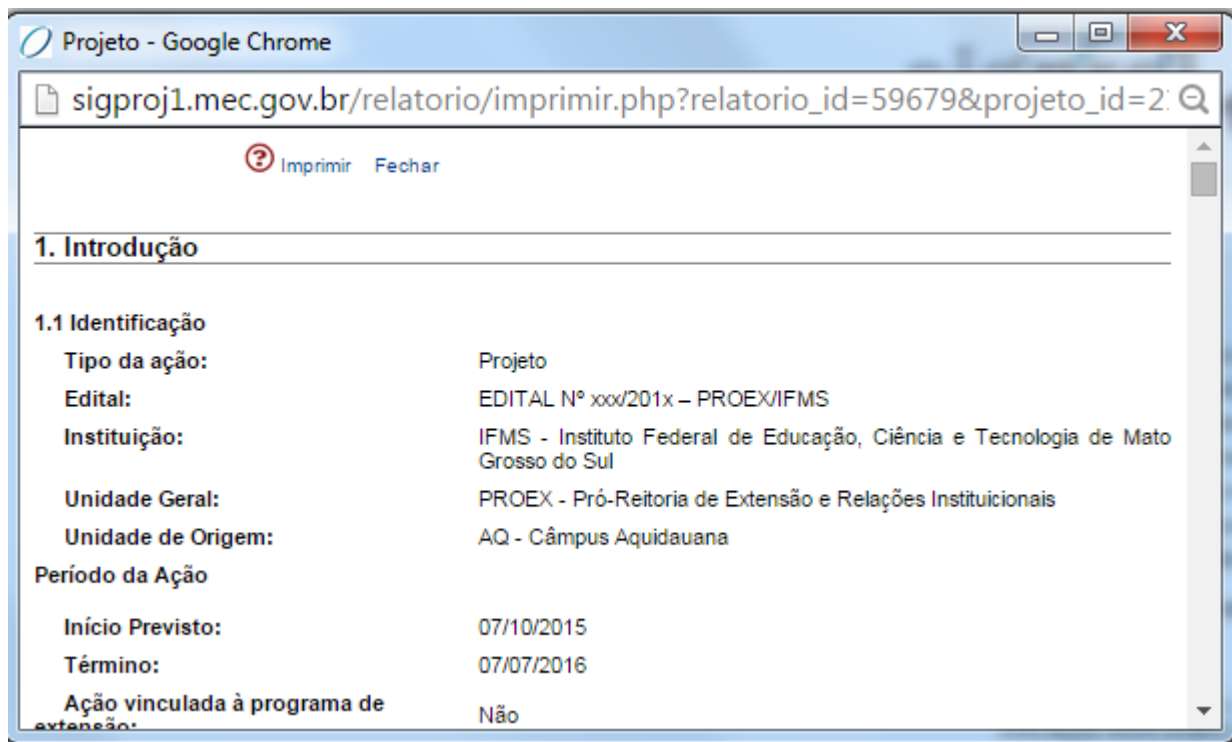 Projeto - Google Chrome
sigproj1.mec.gov.br/relatorio/imprimir.php?relatorio_id=59679&projeto_id=2
Imprimir Fechar
1. Introdução
1.1 Identificação
Tipo da ação: Projeto
Edital: EDITAL Nº xxx/201x – PROEX/IFMS
Instituição: IFMS - Instituto Federal de Educação, Ciência e Tecnologia de Mato
Grosso do Sul
Unidade Geral: PROEX - Pró-Reitoria de Extensão e Relações Instituicionais
Unidade de Origem: AQ - Câmpus Aquidauana
Período da Ação
Início Previsto: 07/10/2015
Término: 07/07/2016
Ação vinculada à programa de
extensão: Não